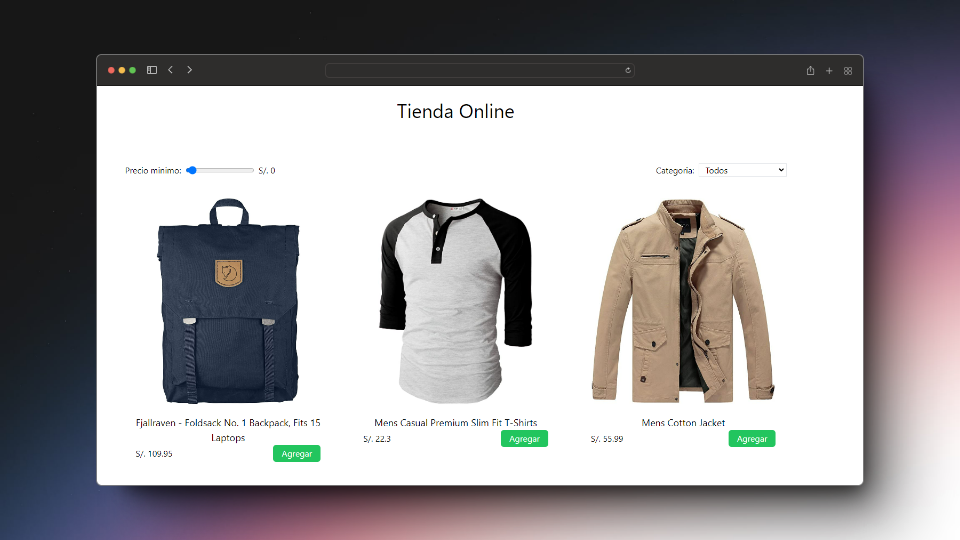 Tienda Online
Precio minimo: S/. 0
Categoria: Todos
Fjallraven - Foldsack No. 1 Backpack, Fits 15
Laptops
S/. 109.95 Agregar
Mens Casual Premium Slim Fit T-Shirts
S/. 22.3 Agregar
Mens Cotton Jacket
S/. 55.99 Agregar